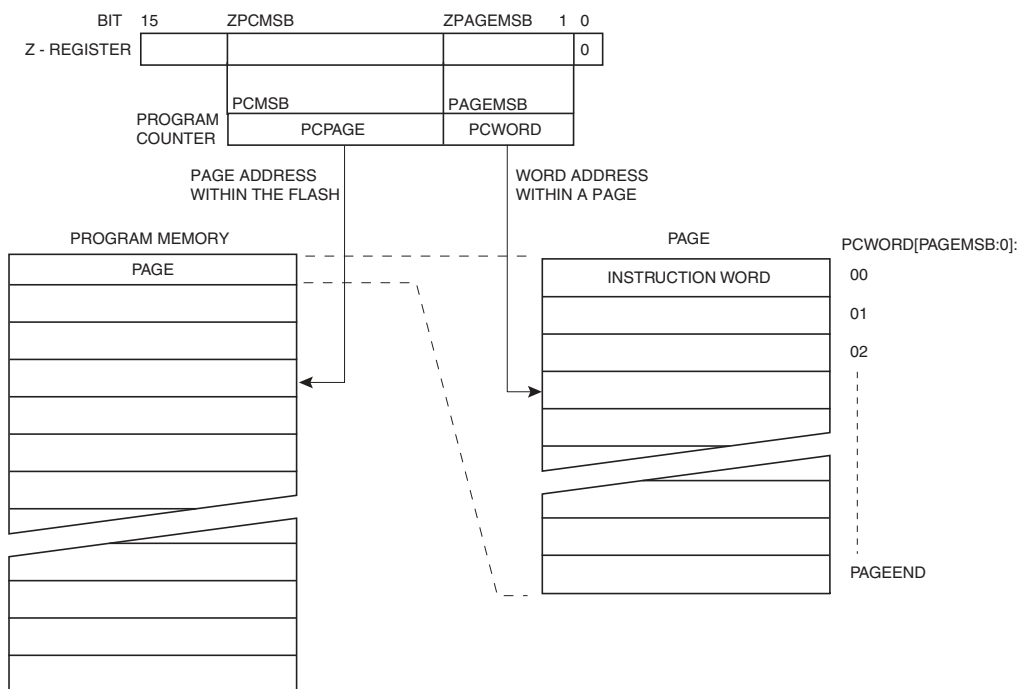 BIT 15 ZPCMSB ZPAGEMSB 1 0
Z - REGISTER 0
PCMSB PAGEMSB
PROGRAM
COUNTER
PCPAGE PCWORD
PAGE ADDRESS
WITHIN THE FLASH
WORD ADDRESS
WITHIN A PAGE
PROGRAM MEMORY
PAGE
PAGE
INSTRUCTION WORD
PCWORD[PAGEMSB:0]:
00
01
02
PAGEEND